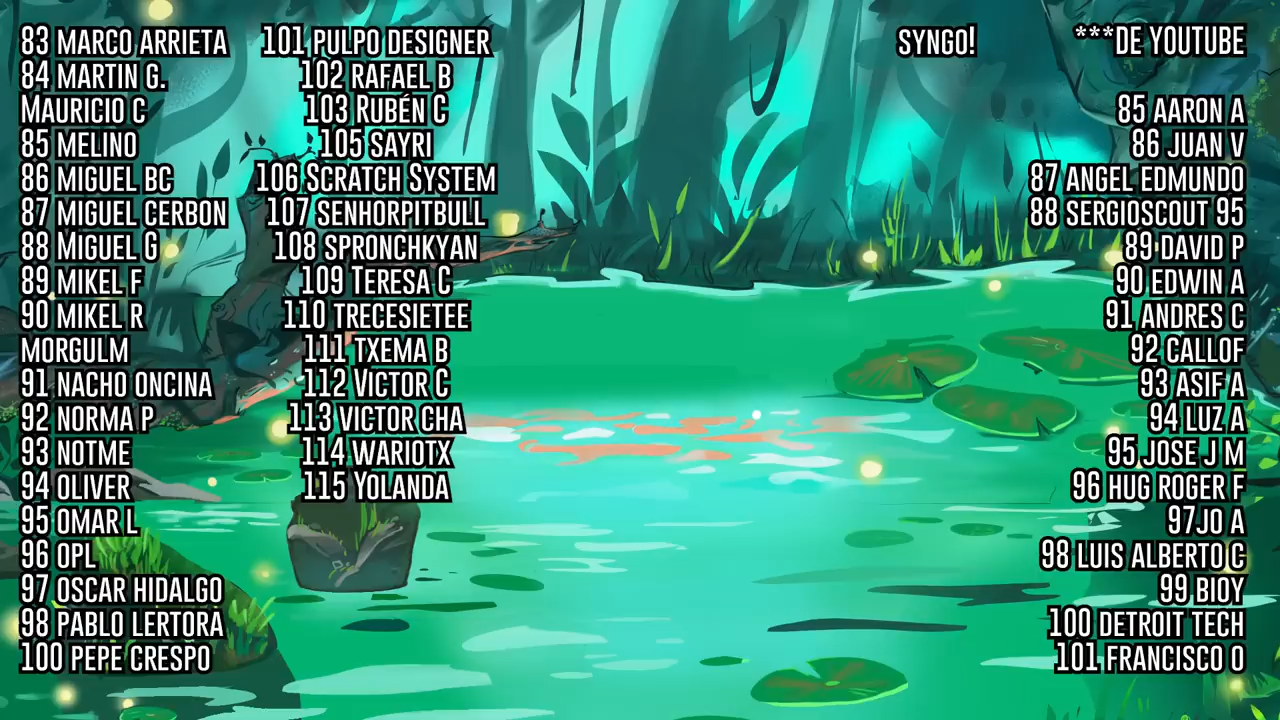 83 MARCO ARRIETA
84 MARTIN G.
MAURICIO C
85 MELINO
86 MIGUEL BC
87 MIGUEL CERBON
88 MIGUEL G
89 MIKEL F
90 MIKEL R
MORGULM
91 NACHO ONCINA
92 NORMA P
93 NOTME
94 OLIVER
95 OMAR L
96 OPL
97 OSCAR HIDALGO
98 PABLO LERTORA
100 PEPE CRESPO
101 PULPO DESIGNER
102 RAFAEL B
103 RUBÉN C
105 SAYRI
106 SCRATCH SYSTEM
107 SENHORPITBULL
108 SPRONCHKYAN
109 TERESA C
110 TRECESIETEE
111 TXEMA B
112 VICTOR C
113 VICTOR CHA
114 WARIOTX
115 YOLANDA
SYNGO!
***DE YOUTUBE
85 AARON A
86 JUAN V
87 ANGEL EDMUNDO
88 SERGIOSCOUT 95
89 DAVID P
90 EDWIN A
91 ANDRES C
92 CALLOF
93 ASIF A
94 LUZ A
95 JOSE J M
96 HUG ROGER F
97JO A
98 LUIS ALBERTO C
99 BIOY
100 DETROIT TECH
101 FRANCISCO O